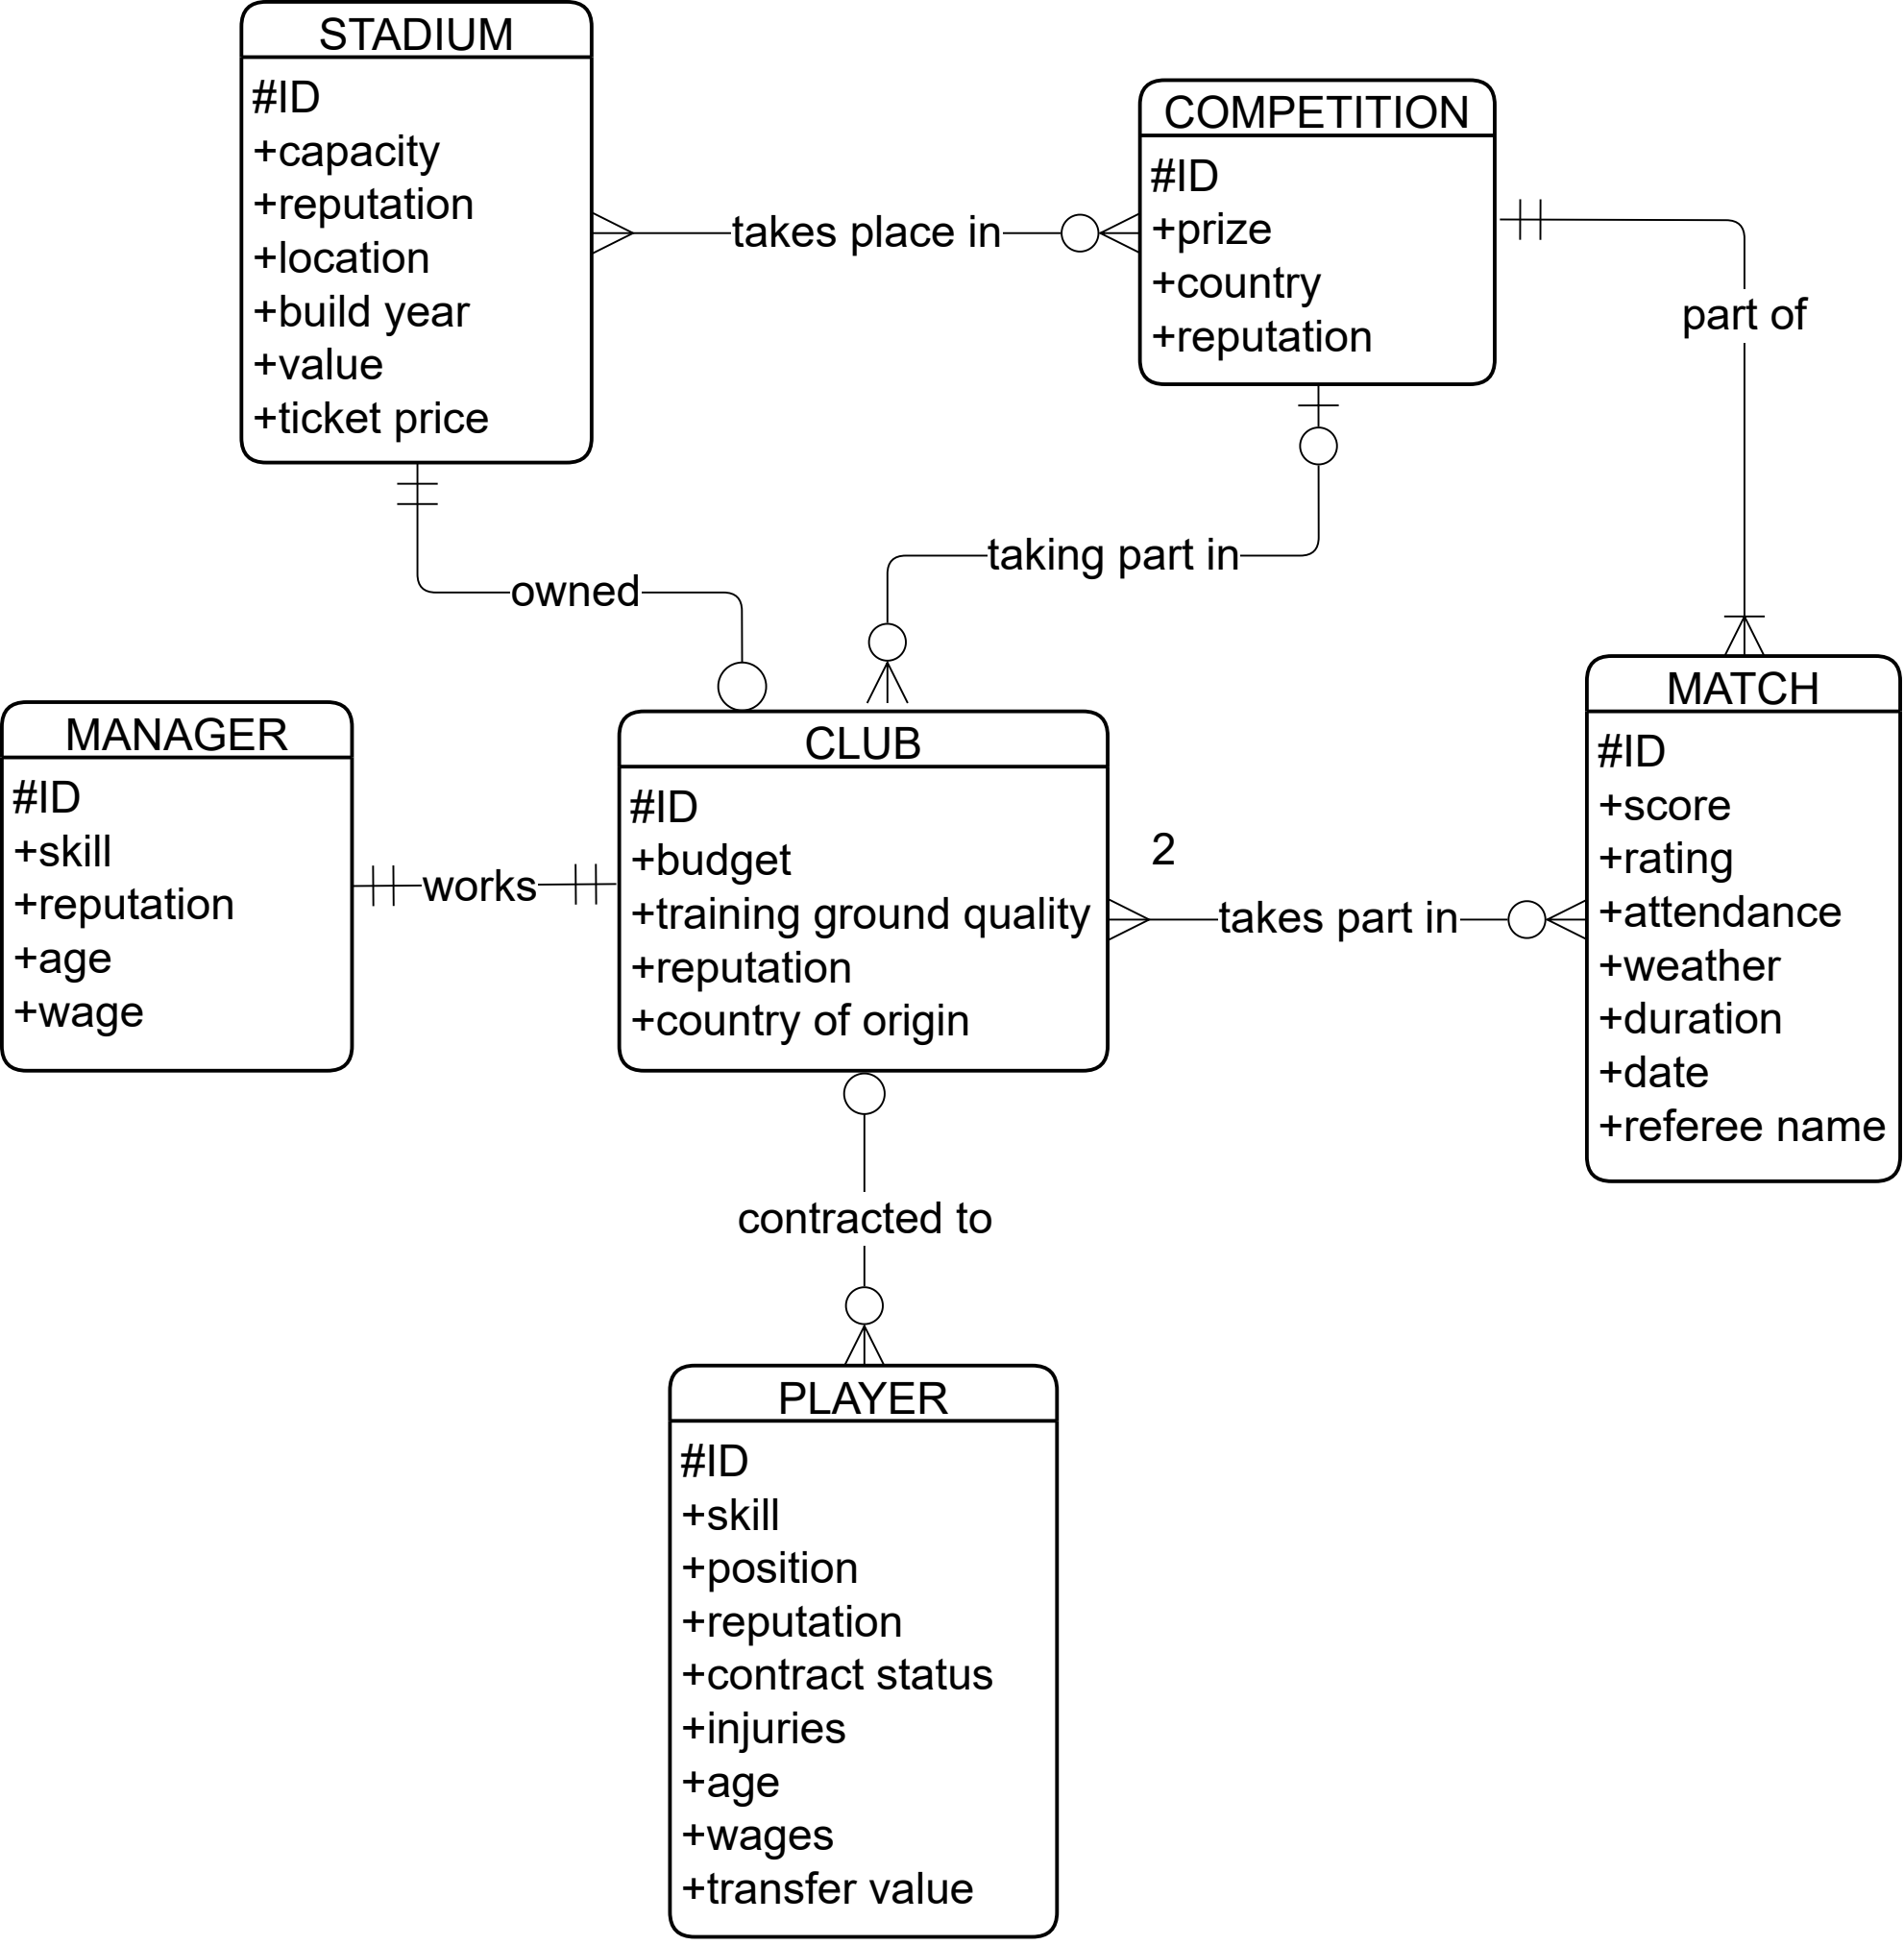 STADIUM
#ID
+capacity
+reputation
+location
+build year
+value
+ticket price
takes place in
COMPETITION
#ID
+prize
+country
+reputation
part of
taking part in
owned
MANAGER
#ID
+skill
+reputation
+age
+wage
works
CLUB
#ID
+budget
+training ground quality
+reputation
+country of origin
2
takes part in
MATCH
#ID
+score
+rating
+attendance
+weather
+duration
+date
+referee name
contracted to
PLAYER
#ID
+skill
+position
+reputation
+contract status
+injuries
+age
+wages
+transfer value